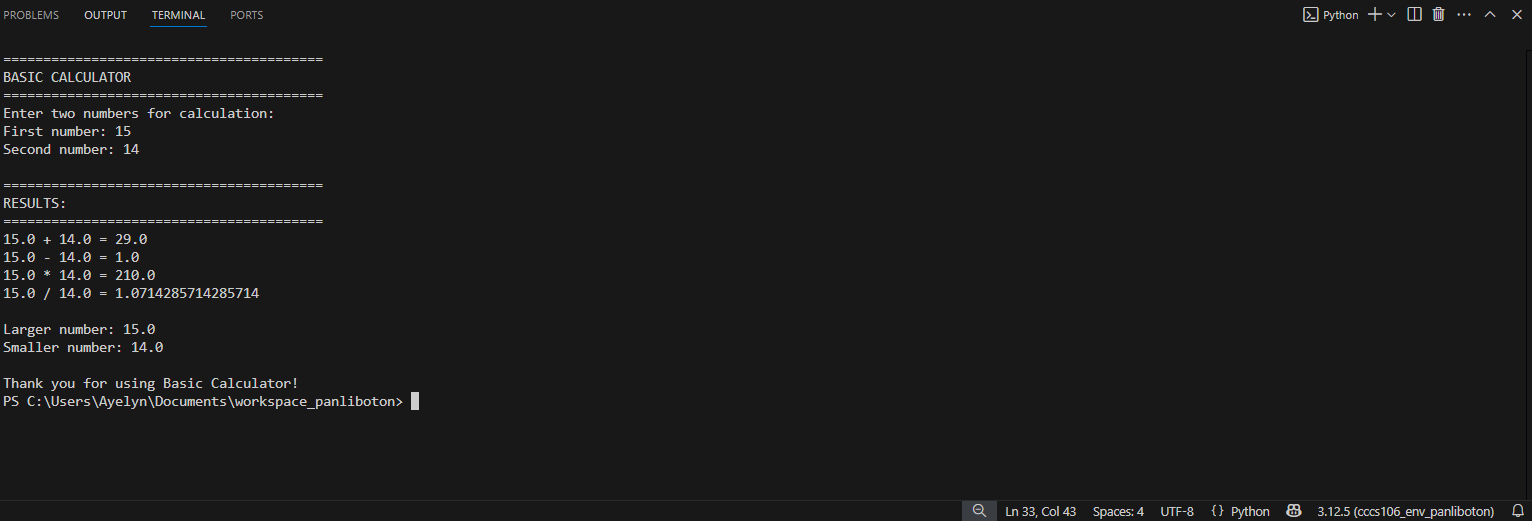 PROBLEMS OUTPUT TERMINAL PORTS Python
========================================
BASIC CALCULATOR
========================================
Enter two numbers for calculation:
First number: 15
Second number: 14
========================================
RESULTS:
========================================
15.0 + 14.0 = 29.0
15.0 - 14.0 = 1.0
15.0 * 14.0 = 210.0
15.0 / 14.0 = 1.0714285714285714
Larger number: 15.0
Smaller number: 14.0
Thank you for using Basic Calculator!
PS C:\Users\Ayelyn\Documents\workspace_panliboton>
Ln 33, Col 43 Spaces: 4 UTF-8 {} Python 3.12.5 (cccs106_env_panliboton)